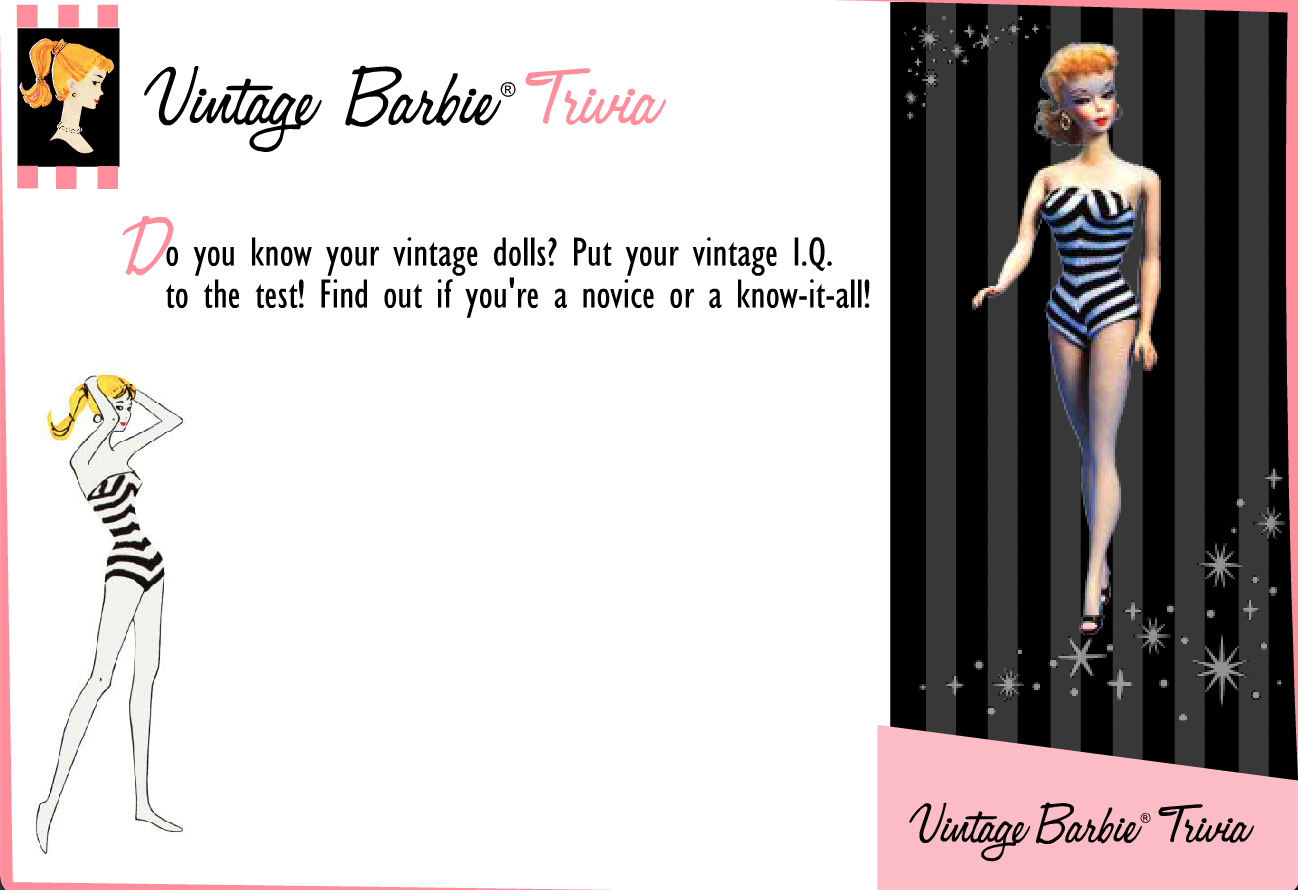 Vintage Barbie® Trivia
Do you know your vintage dolls? Put your vintage I.Q.
to the test! Find out if you're a novice or a know-it-all!
Vintage Barbie® Trivia